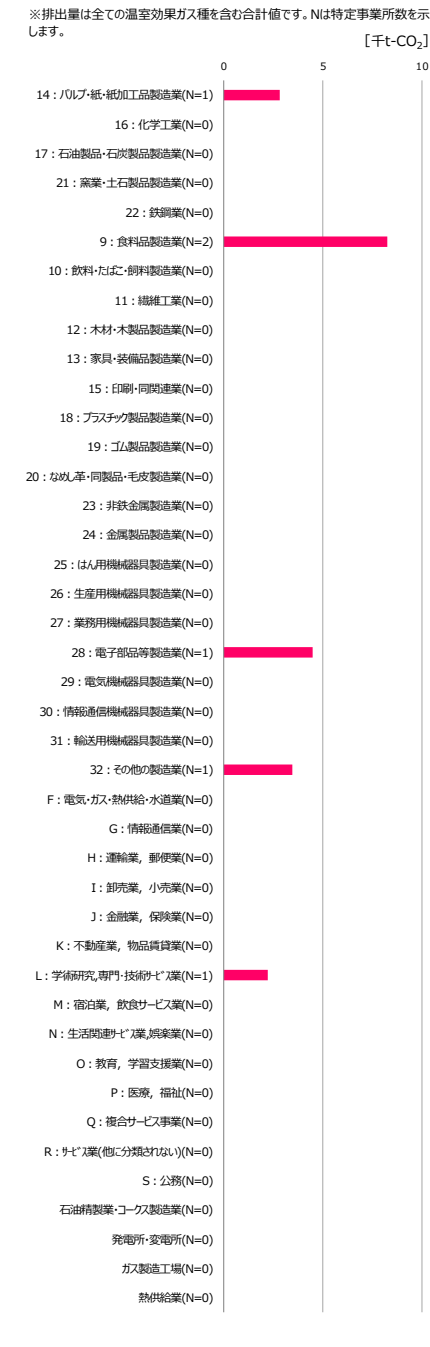 ※排出量は全ての温室効果ガス種を含む合計値です。Nは特定事業所数を示
します。
[千t-CO₂]
0 5 10
14：パルプ・紙・紙加工品製造業(N=1)
16：化学工業(N=0)
17：石油製品・石炭製品製造業(N=0)
21：窯業・土石製品製造業(N=0)
22：鉄鋼業(N=0)
9：食料品製造業(N=2)
10：飲料・たばこ・飼料製造業(N=0)
11：繊維工業(N=0)
12：木材・木製品製造業(N=0)
13：家具・装備品製造業(N=0)
15：印刷・同関連業(N=0)
18：プラスチック製品製造業(N=0)
19：ゴム製品製造業(N=0)
20：なめし革・同製品・毛皮製造業(N=0)
23：非鉄金属製造業(N=0)
24：金属製品製造業(N=0)
25：はん用機械器具製造業(N=0)
26：生産用機械器具製造業(N=0)
27：業務用機械器具製造業(N=0)
28：電子部品等製造業(N=1)
29：電気機械器具製造業(N=0)
30：情報通信機械器具製造業(N=0)
31：輸送用機械器具製造業(N=0)
32：その他の製造業(N=1)
F：電気・ガス・熱供給・水道業(N=0)
G：情報通信業(N=0)
H：運輸業，郵便業(N=0)
I：卸売業，小売業(N=0)
J：金融業，保険業(N=0)
K：不動産業，物品賃貸業(N=0)
L：学術研究,専門・技術ｻｰﾋﾞｽ業(N=1)
M：宿泊業，飲食サービス業(N=0)
N：生活関連ｻｰﾋﾞｽ業,娯楽業(N=0)
O：教育，学習支援業(N=0)
P：医療，福祉(N=0)
Q：複合サービス事業(N=0)
R：ｻｰﾋﾞｽ業(他に分類されない)(N=0)
S：公務(N=0)
石油精製業・コークス製造業(N=0)
発電所・変電所(N=0)
ガス製造工場(N=0)
熱供給業(N=0)